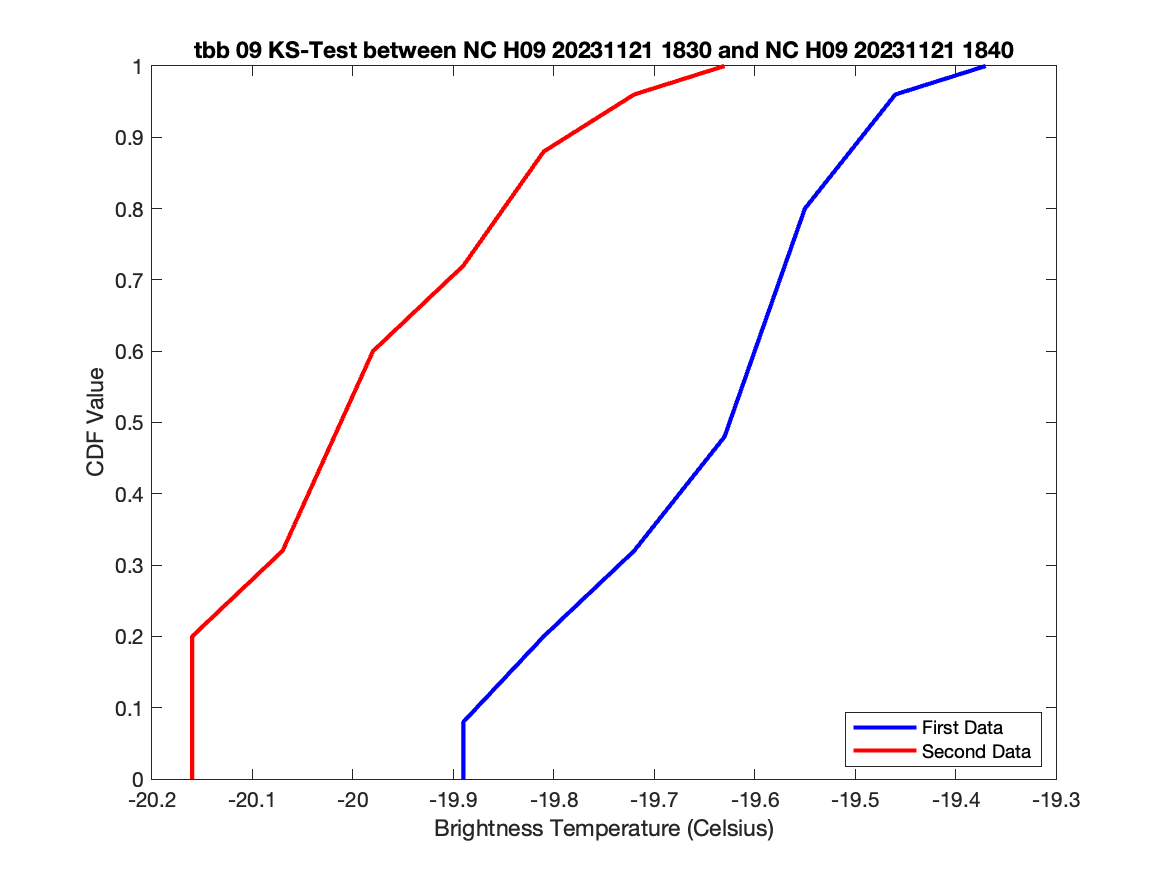 tbb 09 KS-Test between NC H09 20231121 1830 and NC H09 20231121 1840
1
0.9
0.8
0.7
0.6
0.5
0.4
0.3
0.2
0.1
0
CDF Value
-20.2 -20.1 -20 -19.9 -19.8 -19.7 -19.6 -19.5 -19.4 -19.3
Brightness Temperature (Celsius)
First Data
Second Data